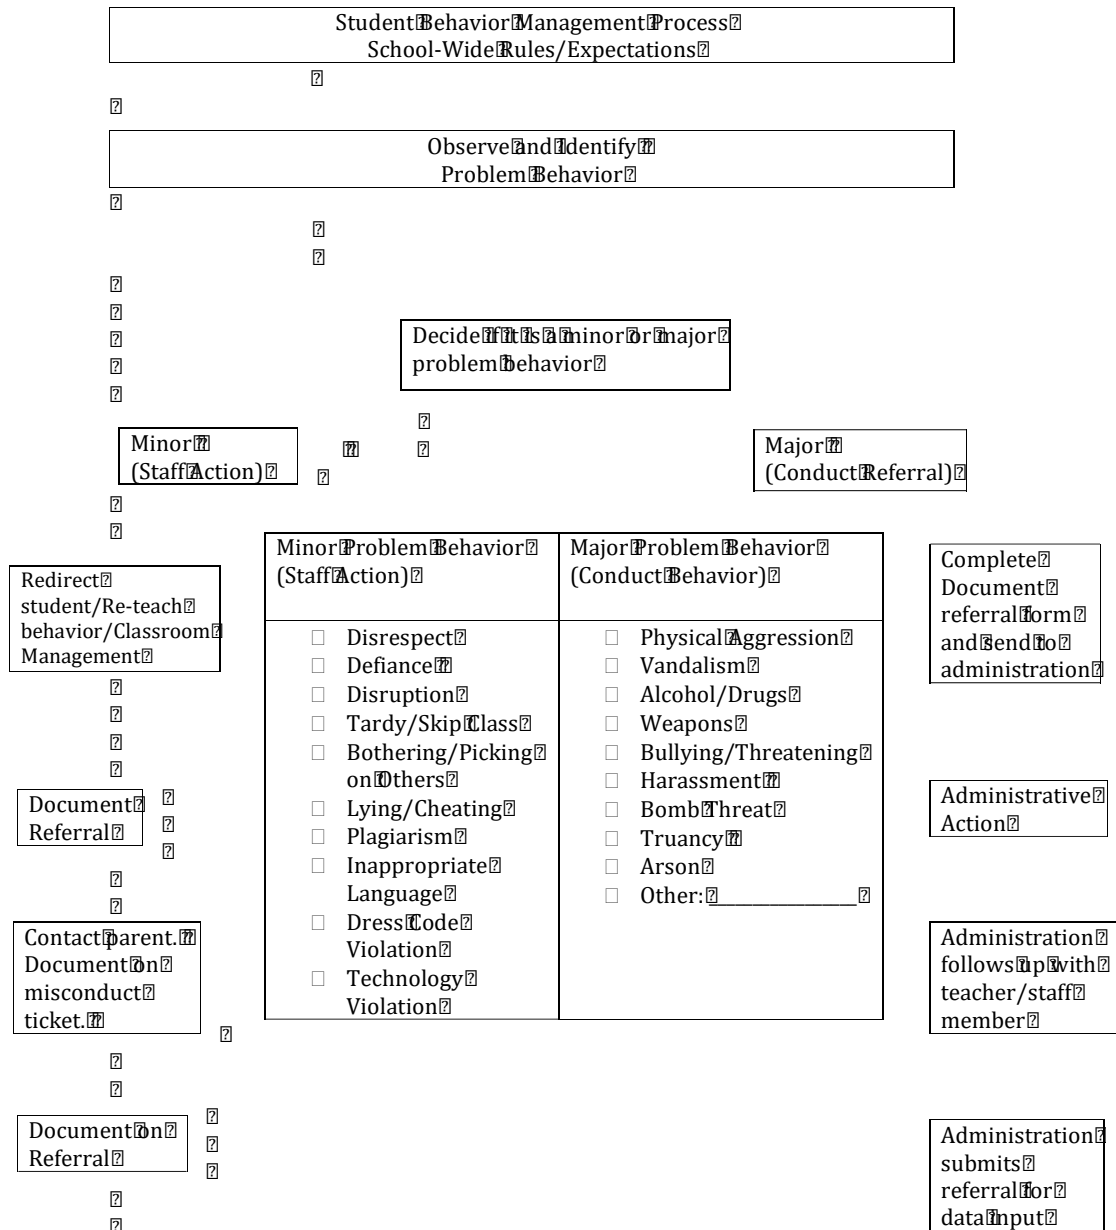 Student Behavior Management Process
School-Wide Rules/Expectations
Observe and Identify
Problem Behavior
Decide if it is a minor or major
problem behavior
Minor
(Staff Action)
Major
(Conduct Referral)
Redirect
student/Re-teach
behavior/Classroom
Management
Document
Referral
Contact parent.
Document on
misconduct
ticket.
Document on
Referral
Minor Problem Behavior
(Staff Action)
☐ Disrespect
☐ Defiance
☐ Disruption
☐ Tardy/Skip Class
☐ Bothering/Picking
on Others
☐ Lying/Cheating
☐ Plagiarism
☐ Inappropriate
Language
☐ Dress Code
Violation
☐ Technology
Violation
Major Problem Behavior
(Conduct Behavior)
☐ Physical Aggression
☐ Vandalism
☐ Alcohol/Drugs
☐ Weapons
☐ Bullying/Threatening
☐ Harassment
☐ Bomb Threat
☐ Truancy
☐ Arson
☐ Other: _______________
Complete
Document
referral form
and send to
administration
Administrative
Action
Administration
follows up with
teacher/staff
member
Administration
submits
referral for
data input